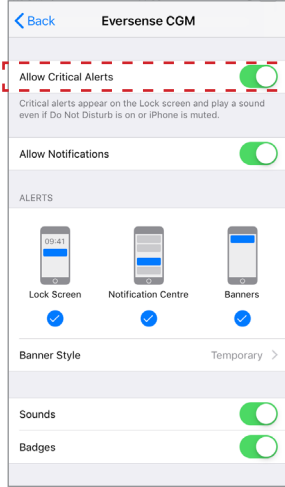 Back
Eversense CGM
Allow Critical Alerts
Critical alerts appear on the Lock screen and play a sound
even if Do Not Disturb is on or iPhone is muted.
Allow Notifications
ALERTS
09:41
Lock Screen
Notification Centre
Banners
Banner Style
Temporary
Sounds
Badges